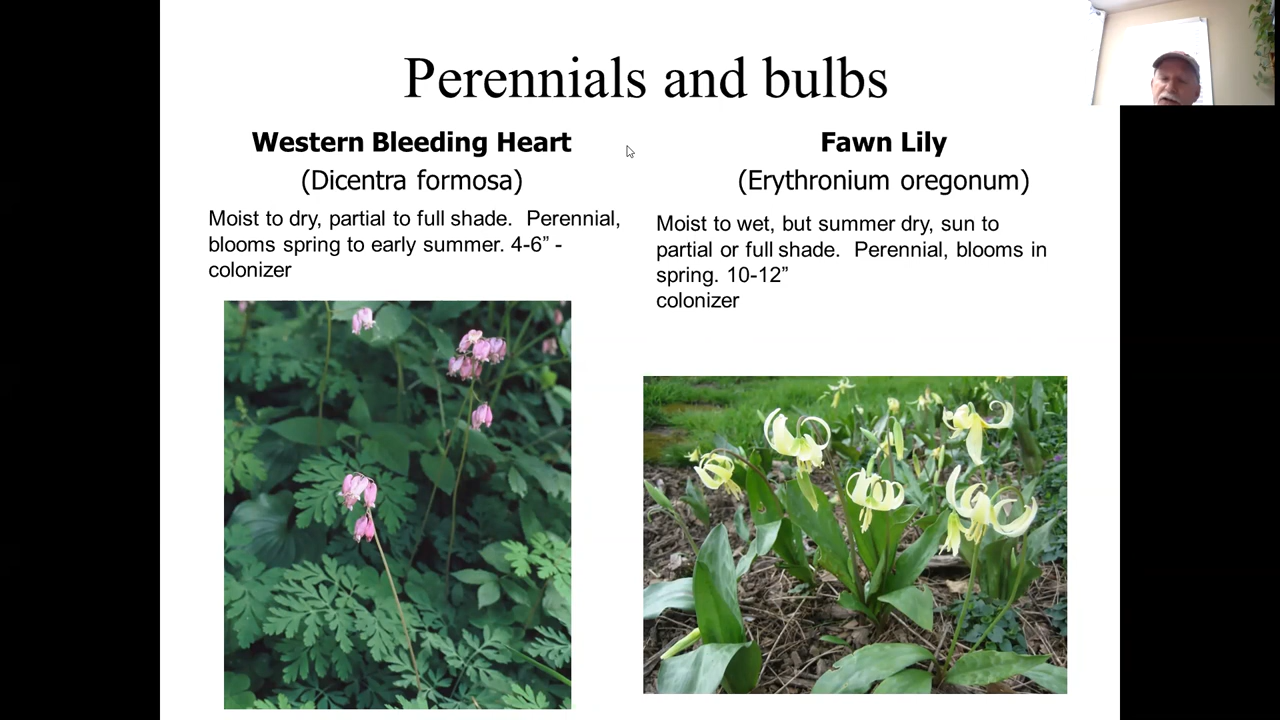 Perennials and bulbs
Western Bleeding Heart
(Dicentra formosa)
Moist to dry, partial to full shade.  Perennial,
blooms spring to early summer. 4-6” -
colonizer
Fawn Lily
(Erythronium oregonum)
Moist to wet, but summer dry, sun to
partial or full shade.  Perennial, blooms in
spring. 10-12”
colonizer